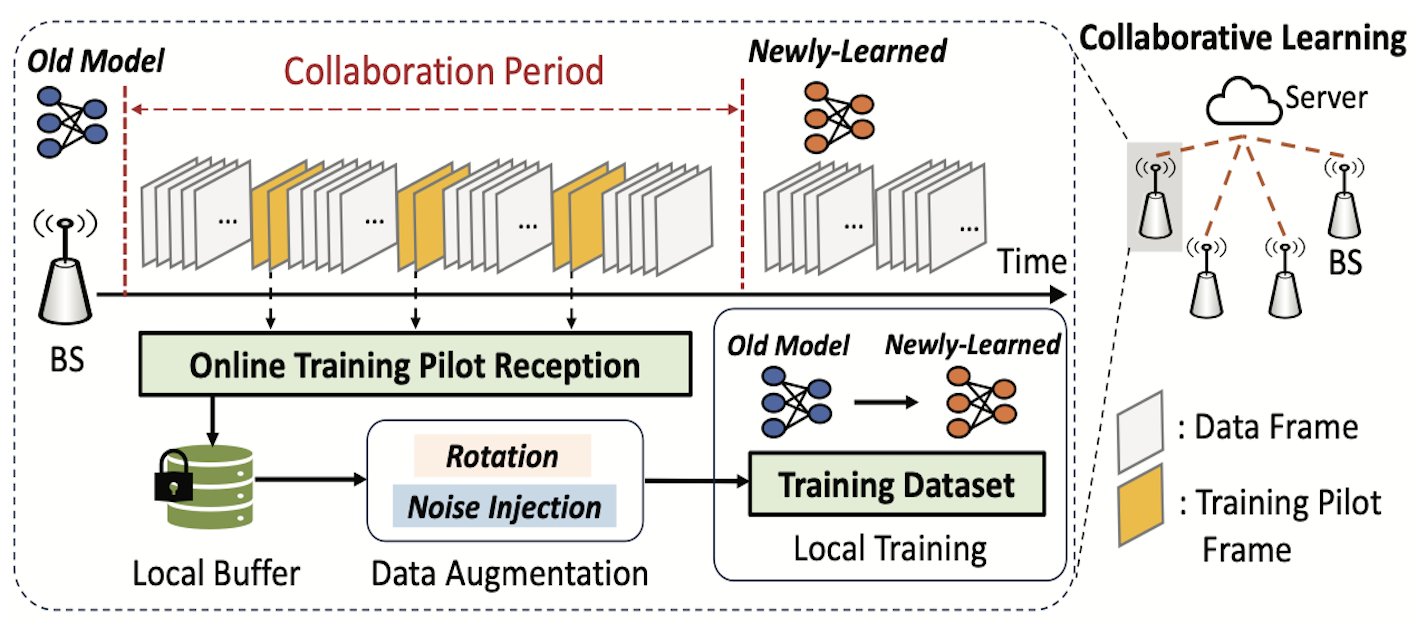 Old Model
Collaboration Period
Newly-Learned
Collaborative Learning
Server
...
...
...
...
...
Time
BS
BS
Online Training Pilot Reception
Old Model
Newly-Learned
Rotation
Noise Injection
Training Dataset
Local Training
Local Buffer
Data Augmentation
: Data Frame
: Training Pilot
Frame